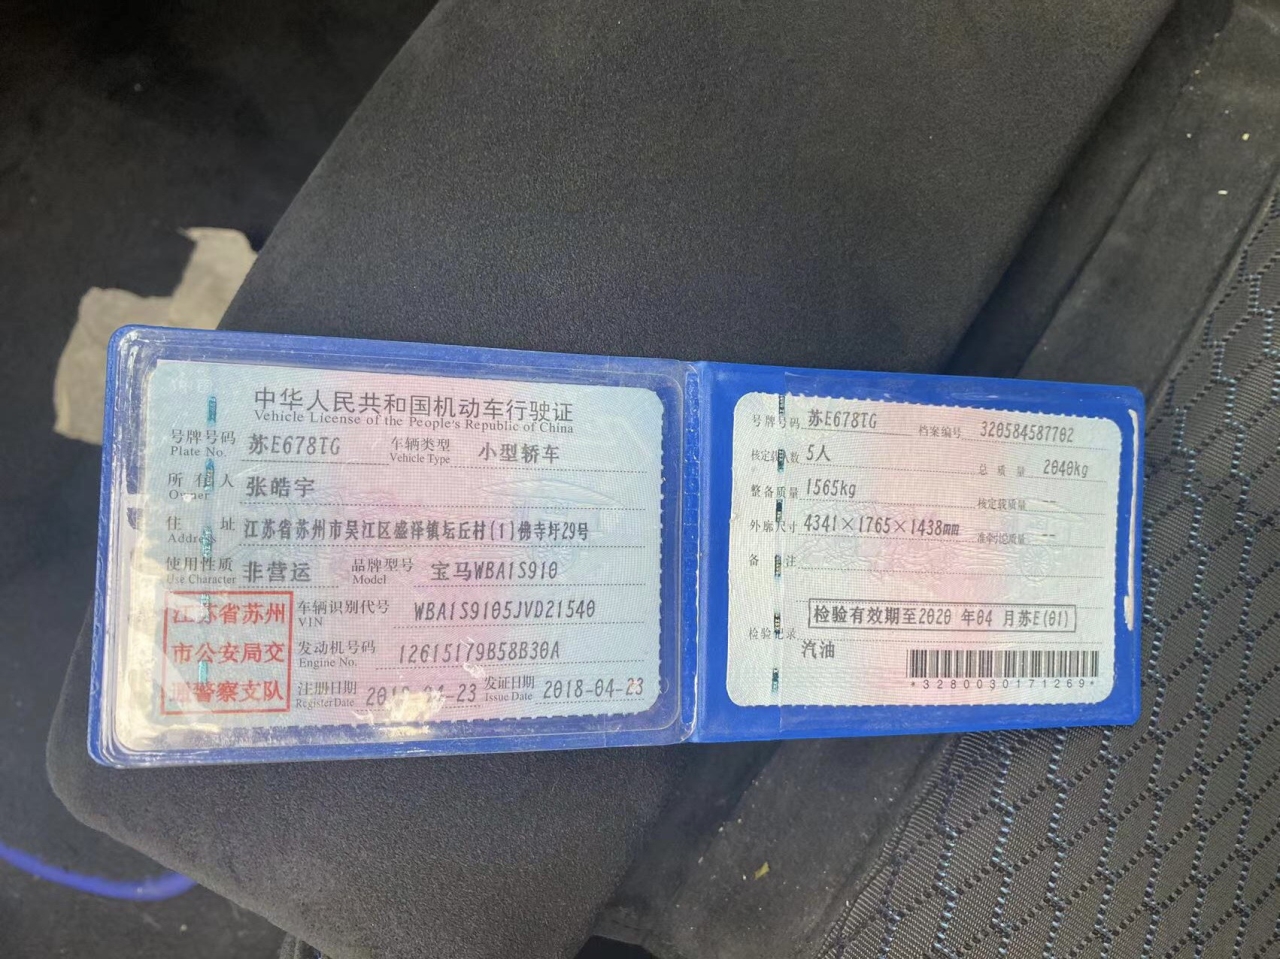 中华人民共和国机动车行驶证
Vehicle License of the People's Republic of China
号牌号码 苏E678TG 车辆类型 小型轿车
Plate No. Vehicle Type
所有人 张皓宇
Owner
住址 江苏省苏州市吴江区盛泽镇坛丘村(1)佛寺圩29号
Address
使用性质 非营运 品牌型号 宝马WBA1S910
Use Character Model
江苏省苏州
市公安局交
通警察支队
车辆识别代号 WBA1S9105JVD21540
VIN
发动机号码 12615179B58B30A
Engine No.
注册日期 2018-04-23 发证日期 2018-04-23
Register Date Issue Date
号牌号码 苏E678TG 档案编号 320584587702
核定载人数 5人 总质量 2040kg
整备质量 1565kg 核定载质量 --
外廓尺寸 4341×1765×1438mm 准牵引总质量 --
备注
检验有效期至2020 年04 月苏E(01)
检验记录
汽油
*3280030171269*